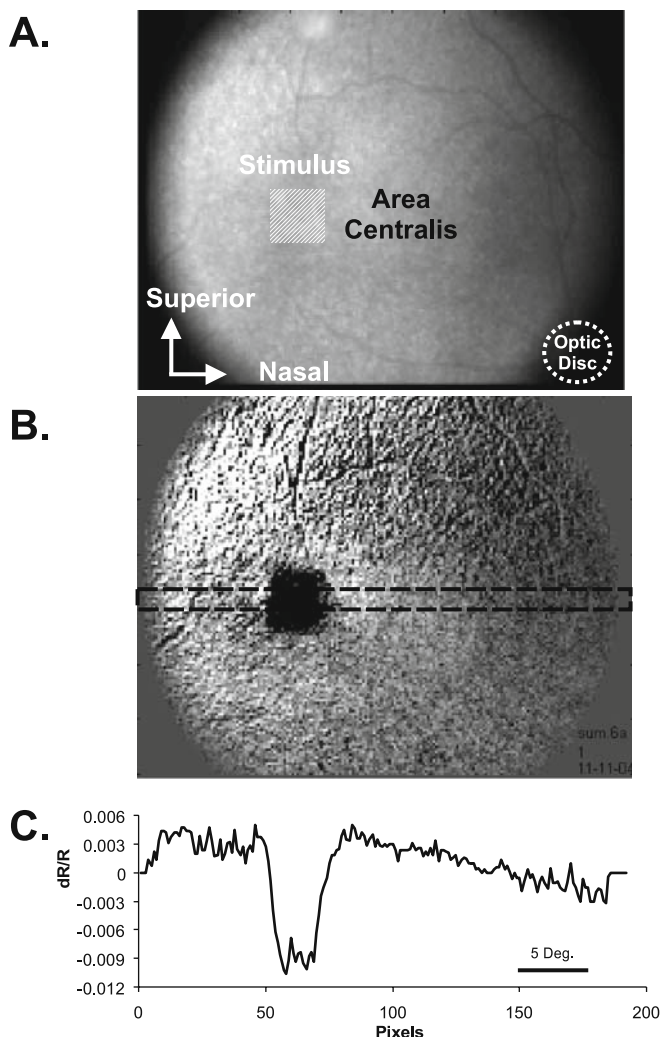 A.
Stimulus
Area
Centralis
Superior
Nasal
Optic
Disc
B.
sum 6a
1
11-11-04
C.
0.006
0.003
0
-0.003
-0.006
-0.009
-0.012
dR/R
5 Deg.
0 50 100 150 200
Pixels